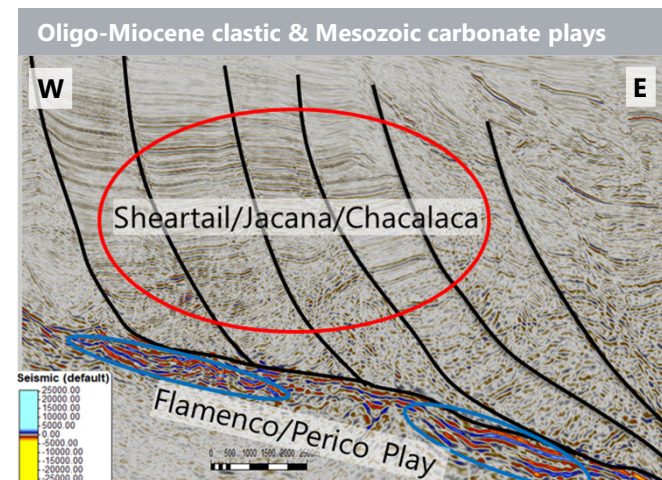 Oligo-Miocene clastic & Mesozoic carbonate plays
W
E
Sheartail/Jacana/Chacalaca
Flamenco/Perico Play
Seismic (default)
25000.00
20000.00
15000.00
10000.00
5000.00
0.00
-5000.00
-10000.00
-15000.00
-20000.00
-25000.00
0 500 1000 1500 2000 2500